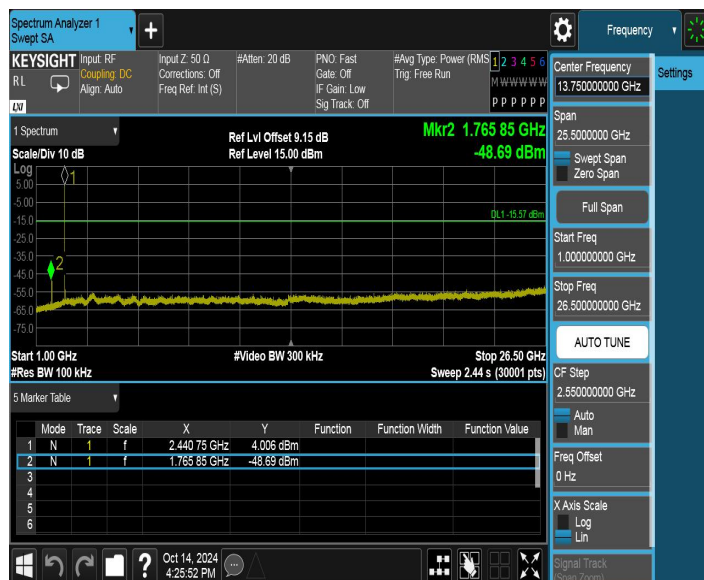 Spectrum Analyzer 1
Swept SA
+
Frequency
KEYSIGHT
RL
LXI
Input: RF
Coupling: DC
Align: Auto
Input Z: 50 Ω
Corrections: Off
Freq Ref: Int (S)
#Atten: 20 dB
PNO: Fast
Gate: Off
IF Gain: Low
Sig Track: Off
#Avg Type: Power (RMS
Trig: Free Run
1 2 3 4 5 6
M W W W W W
P P P P P P
1 Spectrum
Scale/Div 10 dB
Ref Lvl Offset 9.15 dB
Ref Level 15.00 dBm
Mkr2 1.765 85 GHz
-48.69 dBm
Log
5.00
-5.00
-15.0
-25.0
-35.0
-45.0
-55.0
-65.0
-75.0
1
2
DL1 -15.57 dBm
Start 1.00 GHz
#Video BW 300 kHz
Stop 26.50 GHz
#Res BW 100 kHz
Sweep 2.44 s (30001 pts)
5 Marker Table
Mode Trace Scale X Y Function Function Width Function Value
1 N 1 f 2.440 75 GHz 4.006 dBm
2 N 1 f 1.765 85 GHz -48.69 dBm
3
4
5
6
?
Oct 14, 2024
4:25:52 PM
Center Frequency
13.750000000 GHz
Span
25.5000000 GHz
Swept Span
Zero Span
Full Span
Start Freq
1.000000000 GHz
Stop Freq
26.500000000 GHz
AUTO TUNE
CF Step
2.550000000 GHz
Auto
Man
Freq Offset
0 Hz
X Axis Scale
Log
Lin
Signal Track
(Span Zoom)
Settings